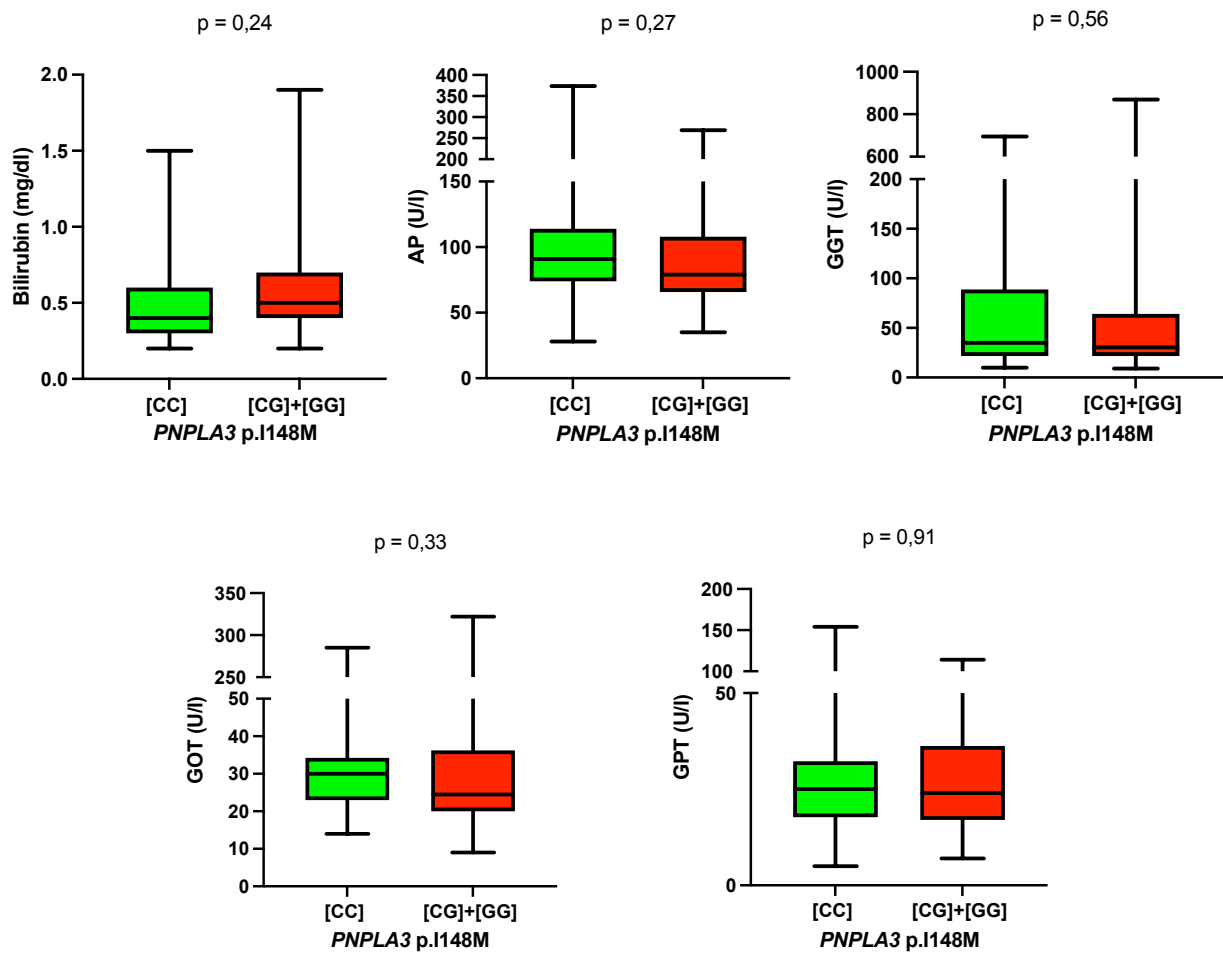 p = 0,24
Bilirubin (mg/dl)
2.0
1.5
1.0
0.5
0.0
[CC] [CG]+[GG]
PNPLA3 p.I148M
p = 0,27
AP (U/l)
400
350
300
250
200
150
100
50
0
[CC] [CG]+[GG]
PNPLA3 p.I148M
p = 0,56
GGT (U/l)
1000
800
600
200
150
100
50
0
[CC] [CG]+[GG]
PNPLA3 p.I148M
p = 0,33
GOT (U/l)
350
300
250
50
40
30
20
10
0
[CC] [CG]+[GG]
PNPLA3 p.I148M
p = 0,91
GPT (U/l)
200
150
100
50
0
[CC] [CG]+[GG]
PNPLA3 p.I148M